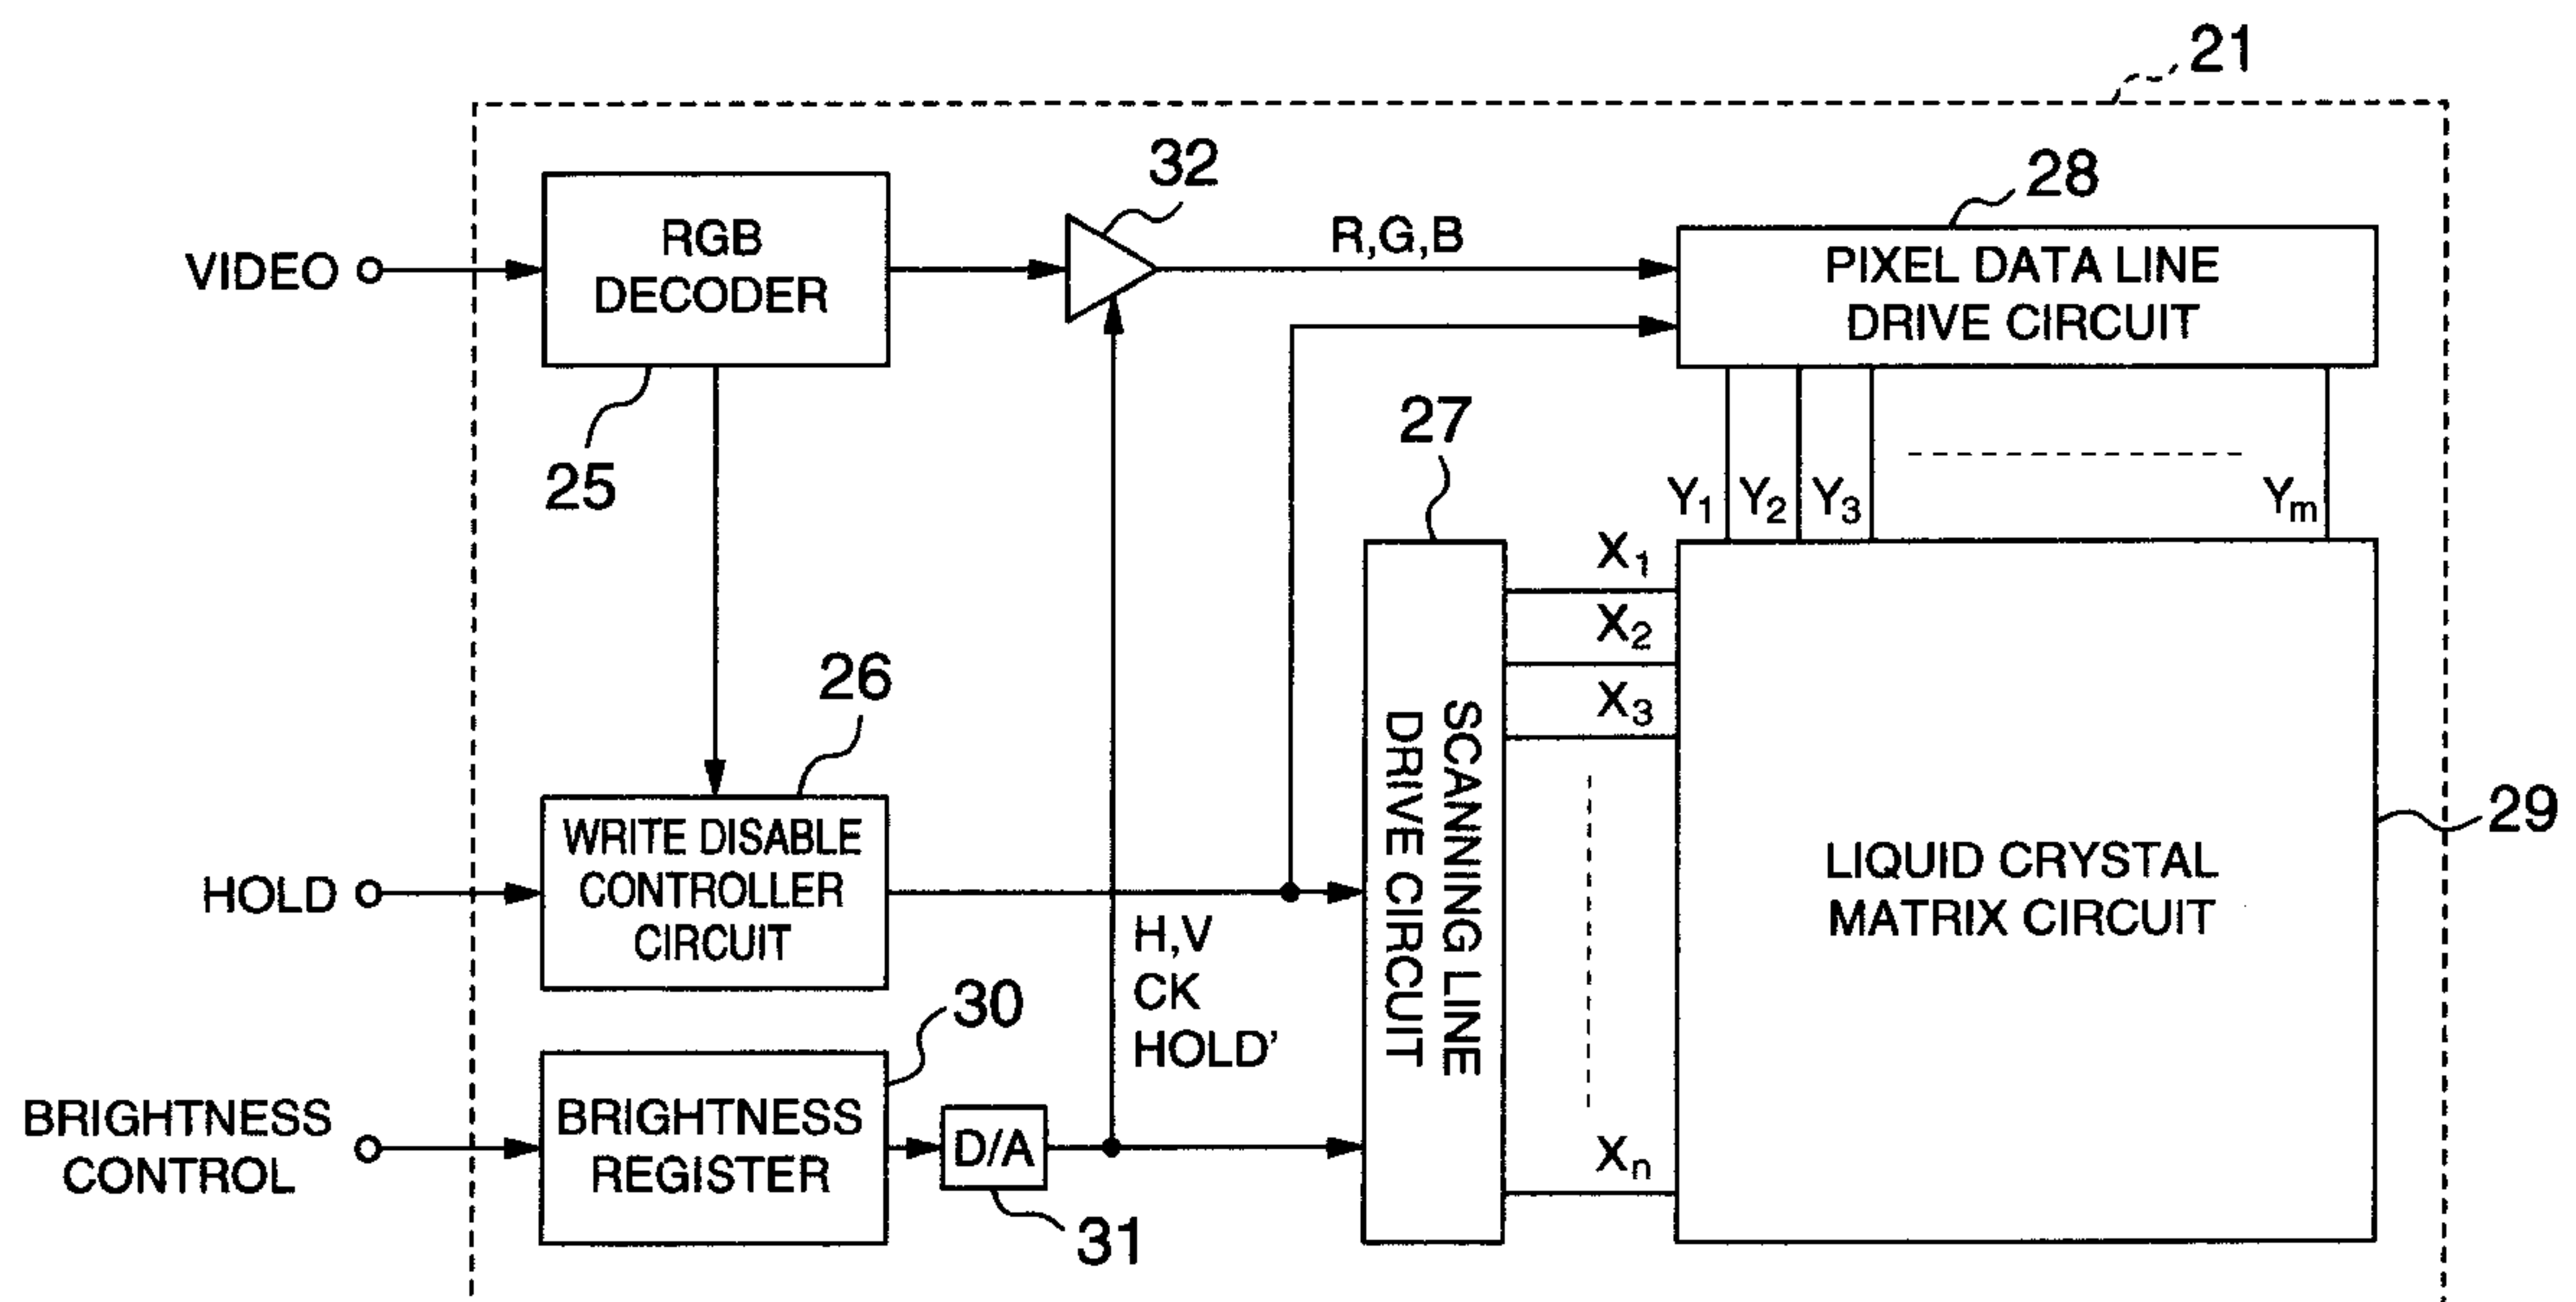 21
32
28
RGB
DECODER
R,G,B
PIXEL DATA LINE
DRIVE CIRCUIT
VIDEO
25
27
Y1 Y2 Y3 Ym
X1
X2
X3
Xn
26
SCANNING LINE
DRIVE CIRCUIT
29
WRITE DISABLE
CONTROLLER
CIRCUIT
HOLD
LIQUID CRYSTAL
MATRIX CIRCUIT
H,V
CK
HOLD'
30
BRIGHTNESS
CONTROL
BRIGHTNESS
REGISTER
D/A
31